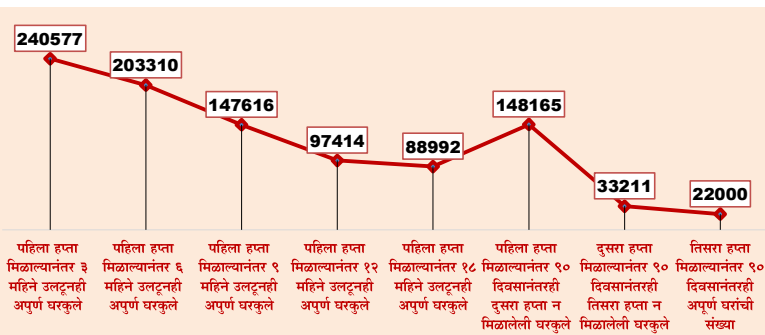 240577
203310
147616
97414
88992
148165
33211
22000
पहिला हप्ता
मिळाल्यानंतर ३
महिने उलटूनही
अपुर्ण घरकुले
पहिला हप्ता
मिळाल्यानंतर ६
महिने उलटूनही
अपुर्ण घरकुले
पहिला हप्ता
मिळाल्यानंतर ९
महिने उलटूनही
अपुर्ण घरकुले
पहिला हप्ता
मिळाल्यानंतर १२
महिने उलटूनही
अपुर्ण घरकुले
पहिला हप्ता
मिळाल्यानंतर १८
महिने उलटूनही
अपुर्ण घरकुले
पहिला हप्ता
मिळाल्यानंतर ९०
दिवसानंतरही
दुसरा हप्ता न
मिळालेली घरकुले
दुसरा हप्ता
मिळाल्यानंतर ९०
दिवसानंतरही
तिसरा हप्ता न
मिळालेली घरकुले
तिसरा हप्ता
मिळाल्यानंतर ९०
दिवसानंतरही
अपूर्ण घरांची
संख्या